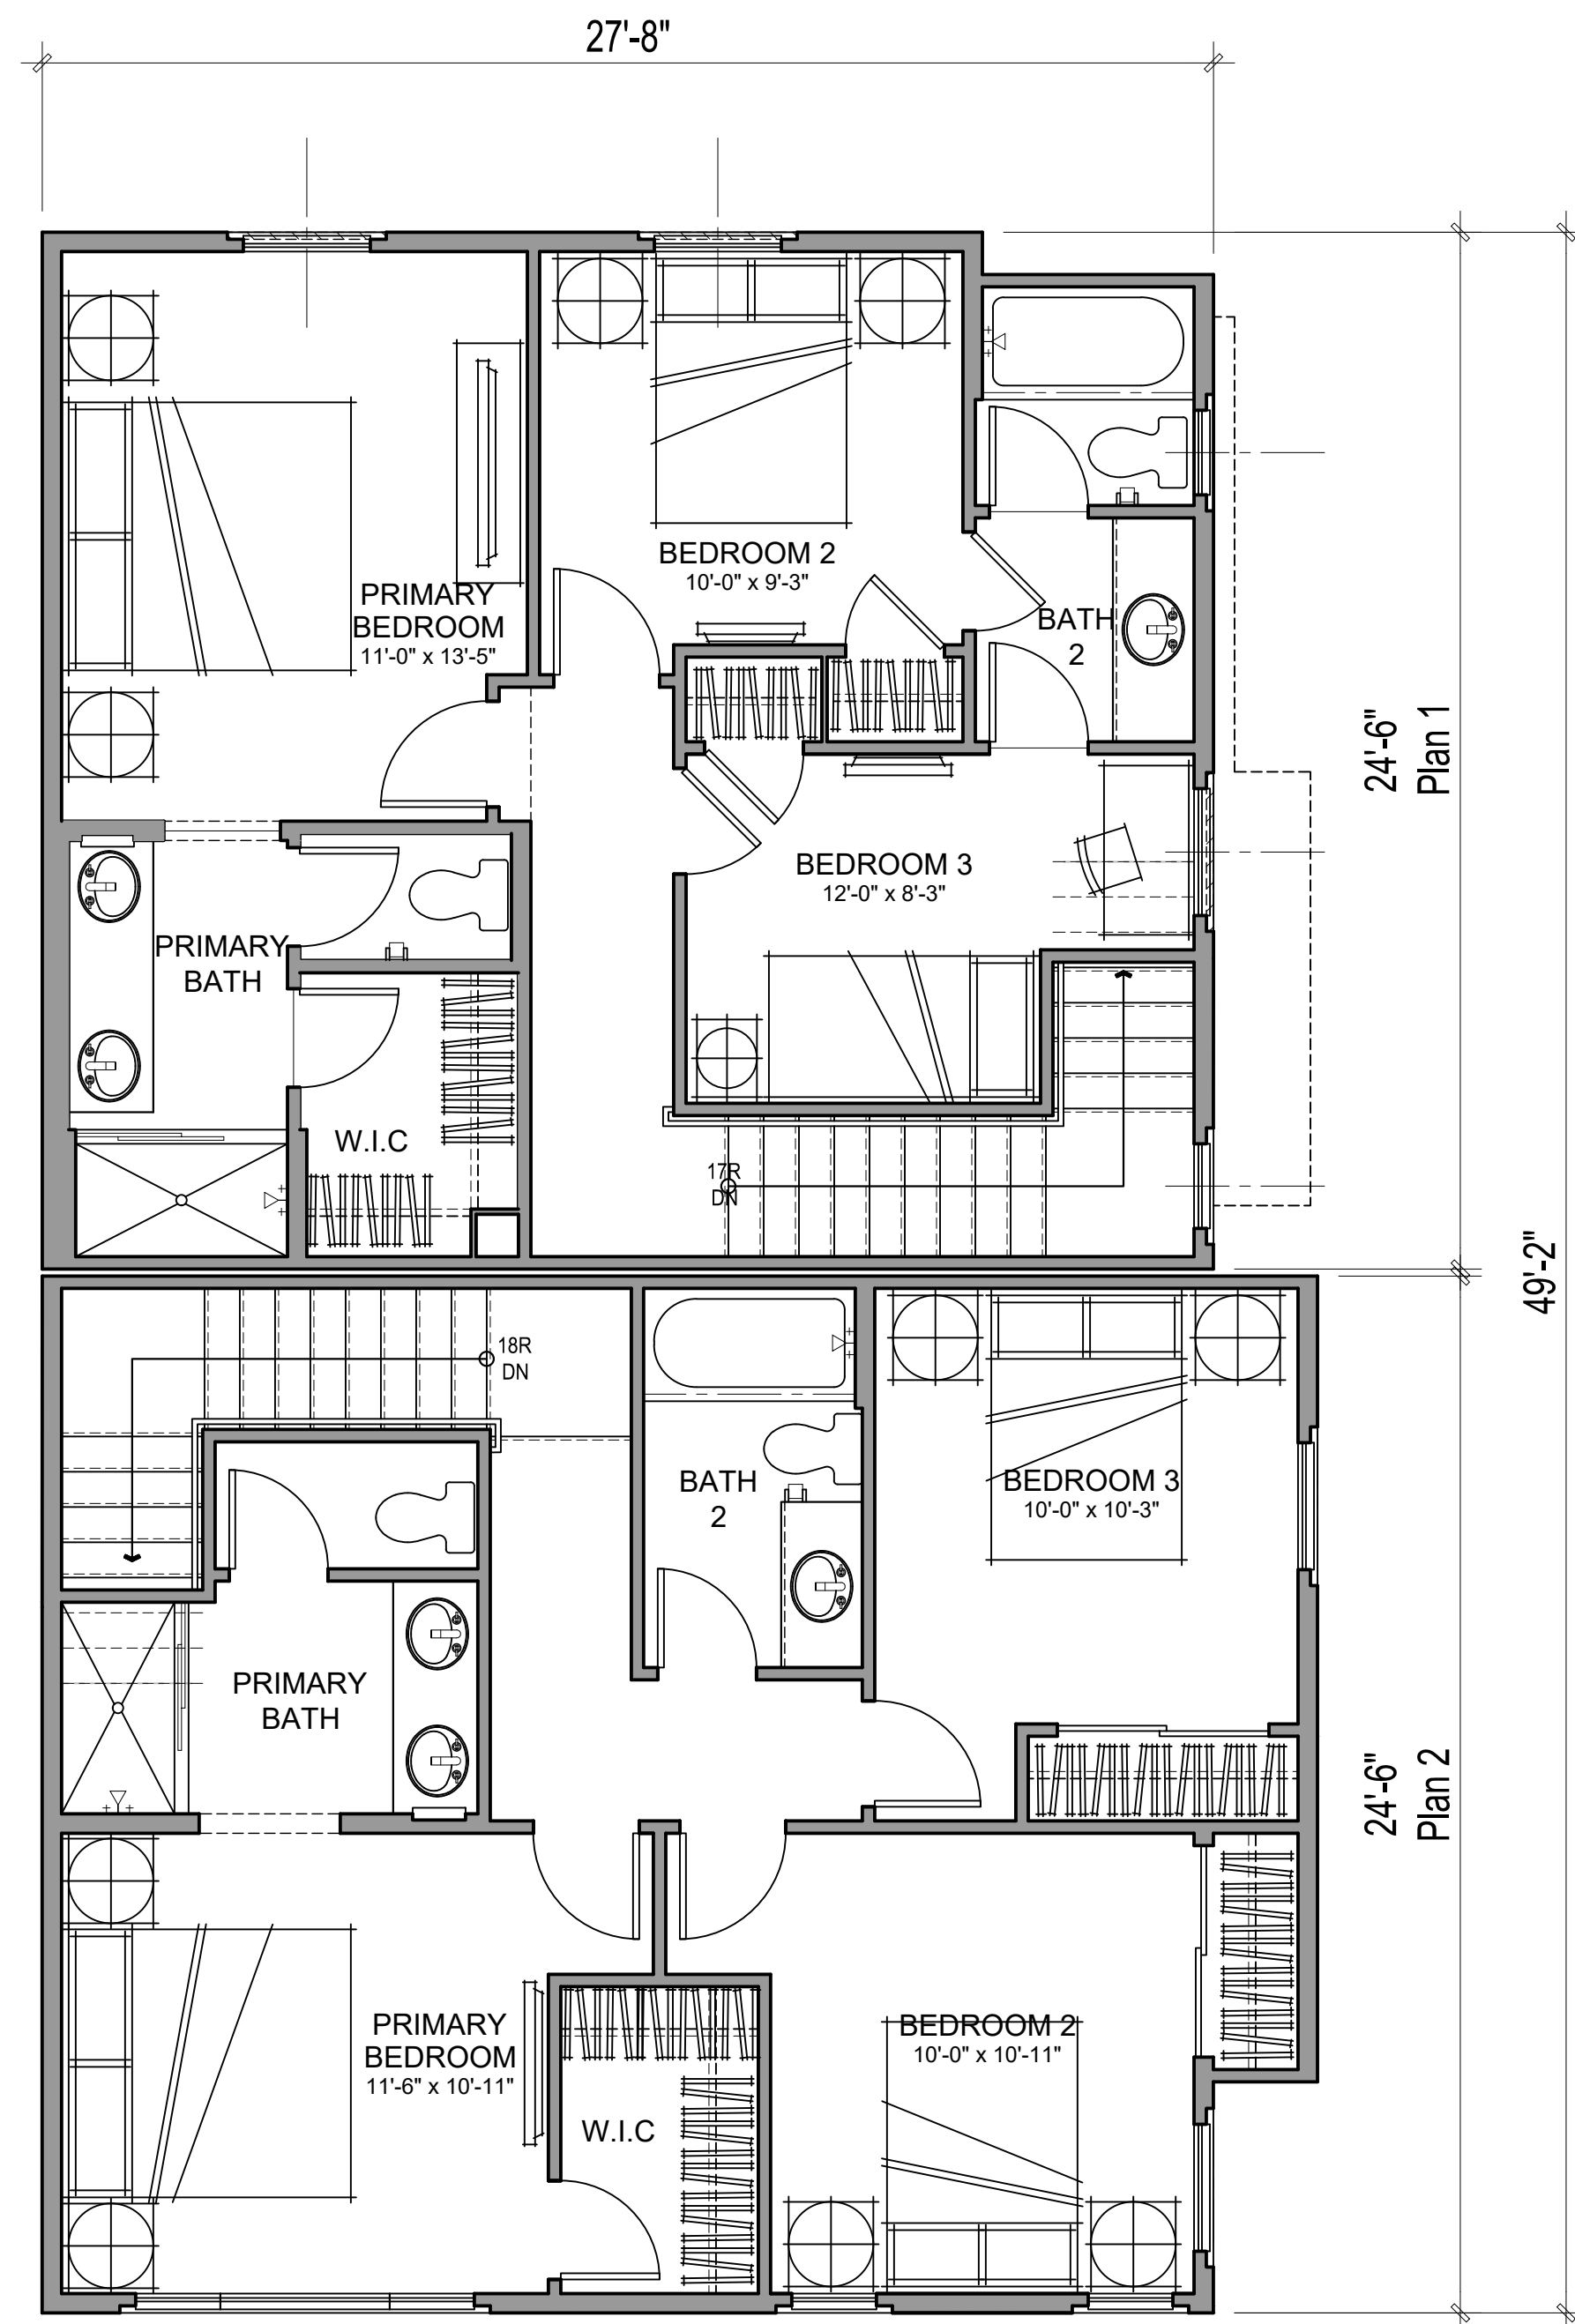 27'-8"
BEDROOM 2
10'-0" x 9'-3"
PRIMARY
BEDROOM
11'-0" x 13'-5"
BATH
2
24'-6"
Plan 1
BEDROOM 3
12'-0" x 8'-3"
PRIMARY
BATH
W.I.C
17R
DN
49'-2"
18R
DN
BATH
2
BEDROOM 3
10'-0" x 10'-3"
PRIMARY
BATH
24'-6"
Plan 2
PRIMARY
BEDROOM
11'-6" x 10'-11"
BEDROOM 2
10'-0" x 10'-11"
W.I.C